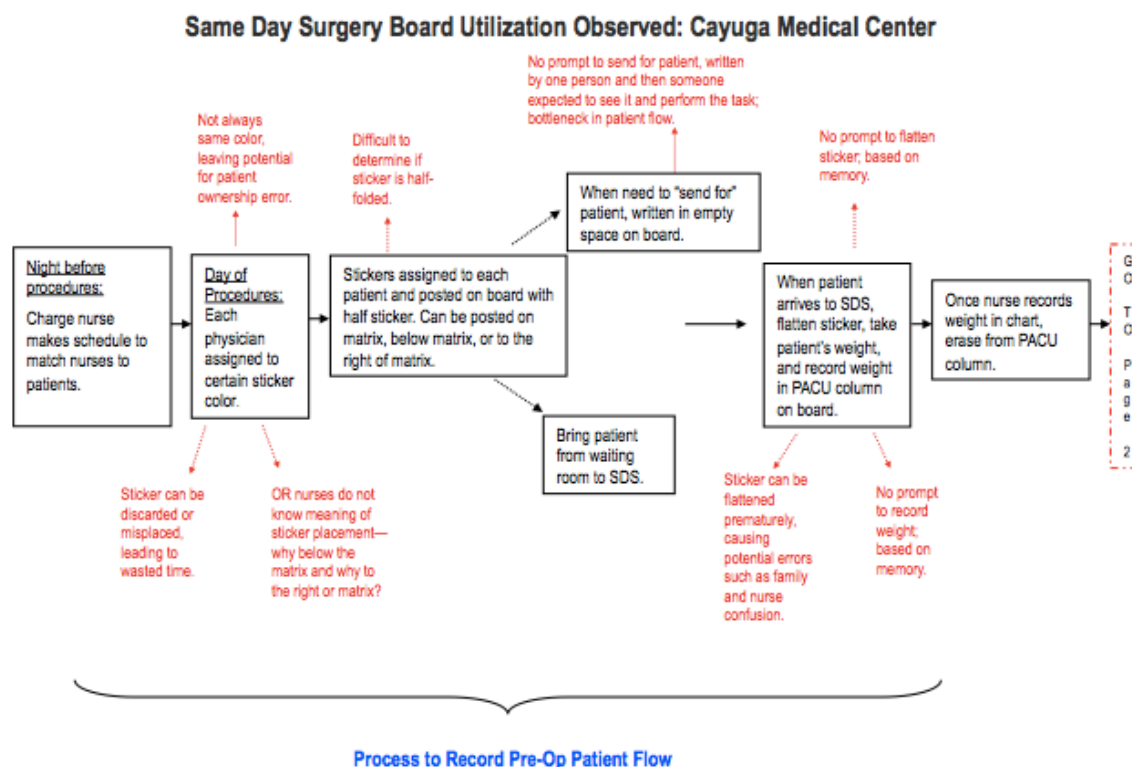 Same Day Surgery Board Utilization Observed: Cayuga Medical Center
No prompt to send for patient, written
by one person and then someone
expected to see it and perform the task;
bottleneck in patient flow.
Not always
same color,
leaving potential
for patient
ownership error.
Difficult to
determine if
sticker is half-
folded.
No prompt to flatten
sticker; based on
memory.
When need to “send for”
patient, written in empty
space on board.
Night before
procedures:
Charge nurse
makes schedule to
match nurses to
patients.
Day of
Procedures:
Each
physician
assigned to
certain sticker
color.
Stickers assigned to each
patient and posted on board with
half sticker. Can be posted on
matrix, below matrix, or to the
right of matrix.
When patient
arrives to SDS,
flatten sticker, take
patient's weight,
and record weight
in PACU column
on board.
Once nurse records
weight in chart,
erase from PACU
column.
G
O
T
O
P
a
g
e
2
Bring patient
from waiting
room to SDS.
Sticker can be
discarded or
misplaced,
leading to
wasted time.
OR nurses do not
know meaning of
sticker placement—
why below the
matrix and why to
the right or matrix?
Sticker can be
flattened
prematurely,
causing
potential errors
such as family
and nurse
confusion.
No prompt
to record
weight;
based on
memory.
Process to Record Pre-Op Patient Flow